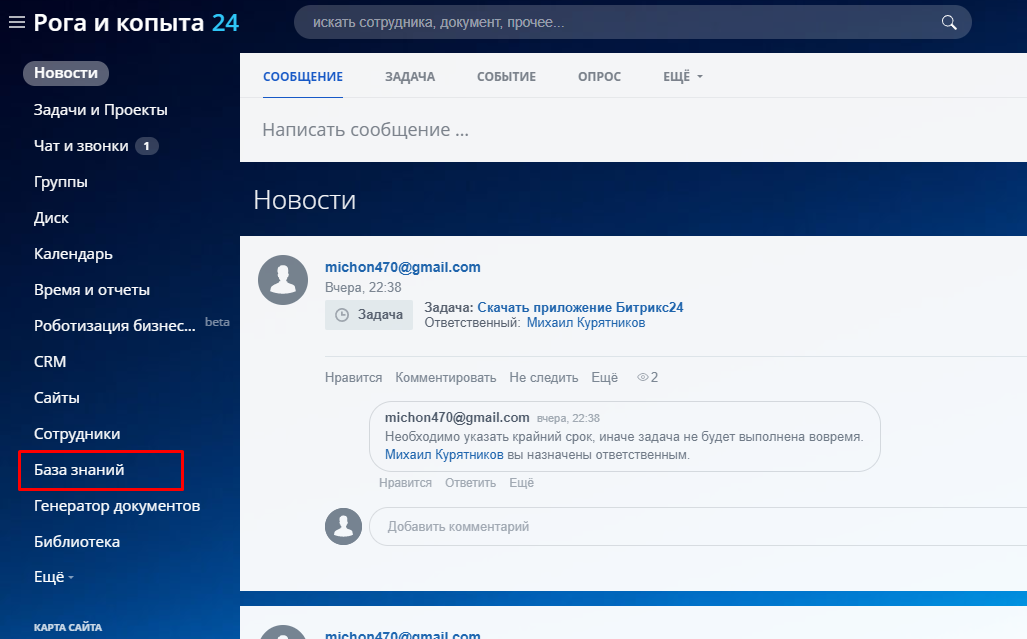 Рога и копыта 24
искать сотрудника, документ, прочее...
Новости
Задачи и Проекты
Чат и звонки 1
Группы
Диск
Календарь
Время и отчеты
Роботизация бизнес... beta
CRM
Сайты
Сотрудники
База знаний
Генератор документов
Библиотека
Ещё
КАРТА САЙТА
СООБЩЕНИЕ ЗАДАЧА СОБЫТИЕ ОПРОС ЕЩЁ
Написать сообщение ...
Новости
michon470@gmail.com
Вчера, 22:38
Задача
Задача: Скачать приложение Битрикс24
Ответственный: Михаил Курятников
Нравится Комментировать Не следить Ещё 2
michon470@gmail.com вчера, 22:38
Необходимо указать крайний срок, иначе задача не будет выполнена вовремя.
Михаил Курятников вы назначены ответственным.
Нравится Ответить Ещё
Добавить комментарий
michon470@gmail.com